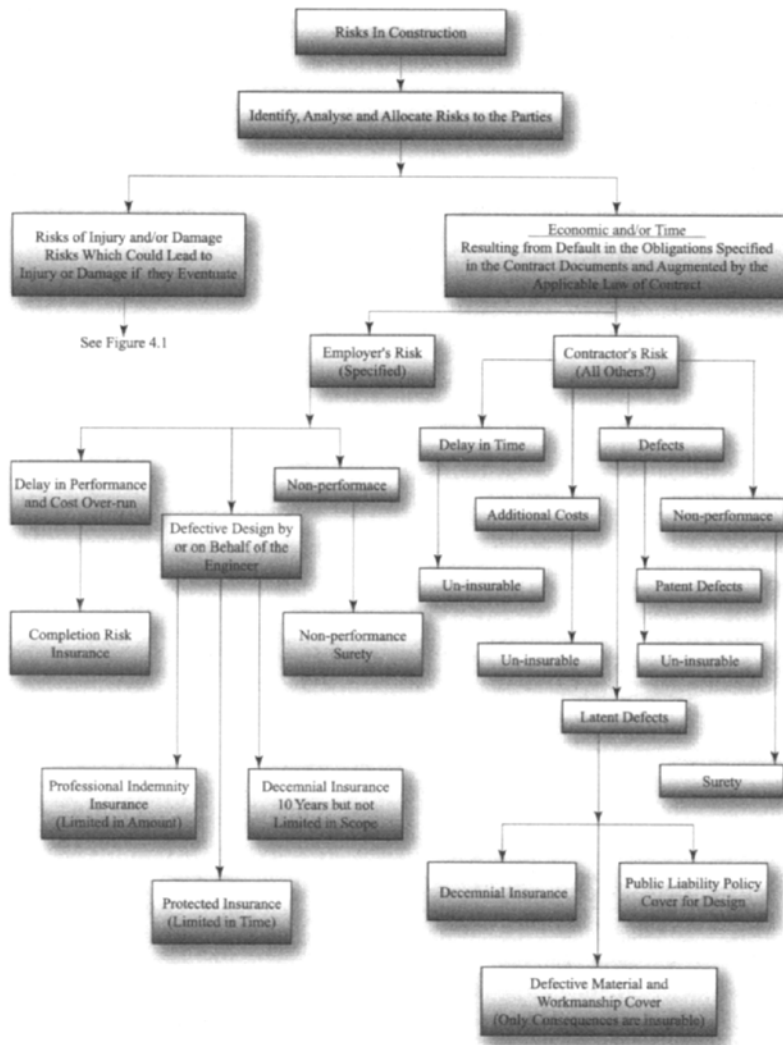 Risks In Construction
Identify, Analyse and Allocate Risks to the Parties
Risks of Injury and/or Damage
Risks Which Could Lead to
Injury or Damage if they Eventuate
Economic and/or Time
Resulting from Default in the Obligations Specified
in the Contract Documents and Augmented by the
Applicable Law of Contract
See Figure 4.1
Employer's Risk
(Specified)
Contractor's Risk
(All Others?)
Delay in Time
Defects
Delay in Performance
and Cost Over-run
Non-performace
Defective Design by
or on Behalf of the
Engineer
Additional Costs
Non-performace
Un-insurable
Patent Defects
Completion Risk
Insurance
Non-performance
Surety
Un-insurable
Un-insurable
Latent Defects
Professional Indemnity
Insurance
(Limited in Amount)
Decemnial Insurance
10 Years but not
Limited in Scope
Surety
Protected Insurance
(Limited in Time)
Decemnial Insurance
Public Liability Policy
Cover for Design
Defective Material and
Workmanship Cover
(Only Consequences are insurable)